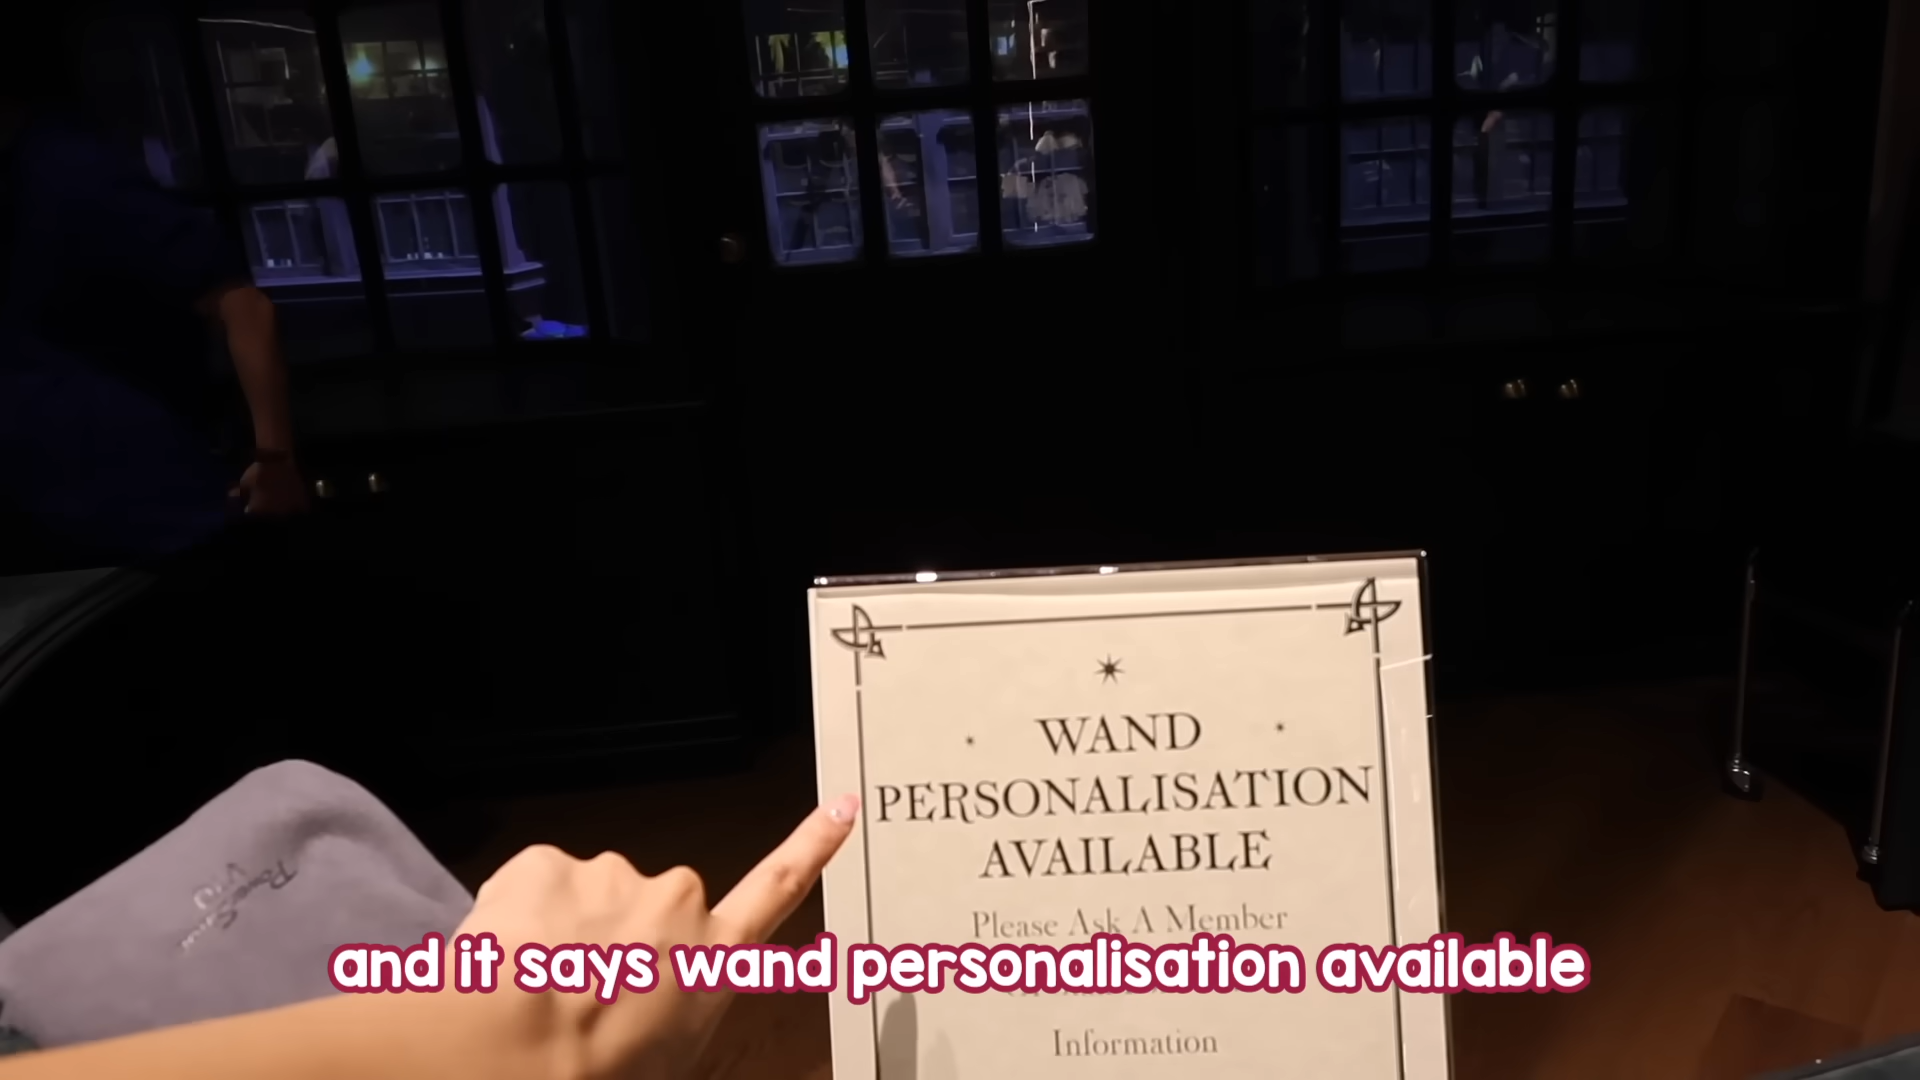 WAND
PERSONALISATION
AVAILABLE
Please Ask A Member
and it says wand personalisation available
Information